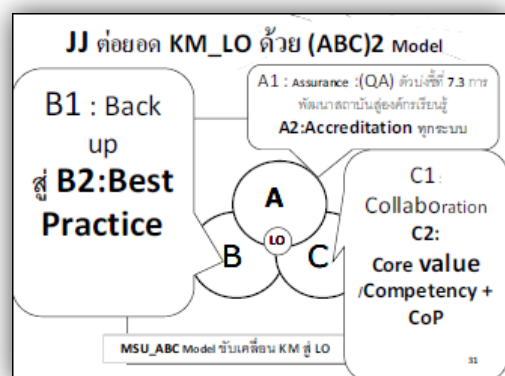 JJ ต่อยอด KM_LO ด้วย (ABC)2 Model
A1 : Assurance :(QA) ตัวบ่งชี้ที่ 7.3 การ
พัฒนาสถาบันสู่องค์กรเรียนรู้
A2:Accreditation ทุกระบบ
B1 : Back
up
สู่ B2:Best
Practice
A
LO
B
C
C1 :
Collaboration
C2:
Core value
/Competency +
CoP
MSU_ABC Model ขับเคลื่อน KM สู่ LO
31